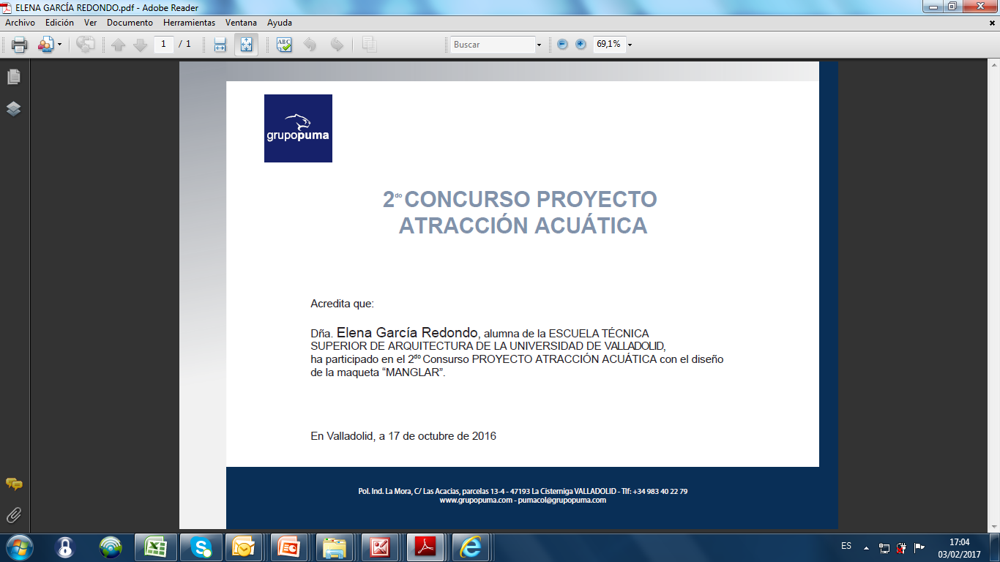 ELENA GARCÍA REDONDO.pdf - Adobe Reader
Archivo Edición Ver Documento Herramientas Ventana Ayuda
1 / 1 ABC Buscar 69,1%
grupopuma
2do CONCURSO PROYECTO
ATRACCIÓN ACUÁTICA
Acredita que:
Dña. Elena García Redondo, alumna de la ESCUELA TÉCNICA
SUPERIOR DE ARQUITECTURA DE LA UNIVERSIDAD DE VALLADOLID,
ha participado en el 2do Consurso PROYECTO ATRACCIÓN ACUÁTICA con el diseño
de la maqueta “MANGLAR”.
En Valladolid, a 17 de octubre de 2016
Pol. Ind. La Mora, C/ Las Acacias, parcelas 13-4 - 47193 La Cisterniga VALLADOLID - Tlf: +34 983 40 22 79
www.grupopuma.com - pumacol@grupopuma.com
ES 17:04
03/02/2017